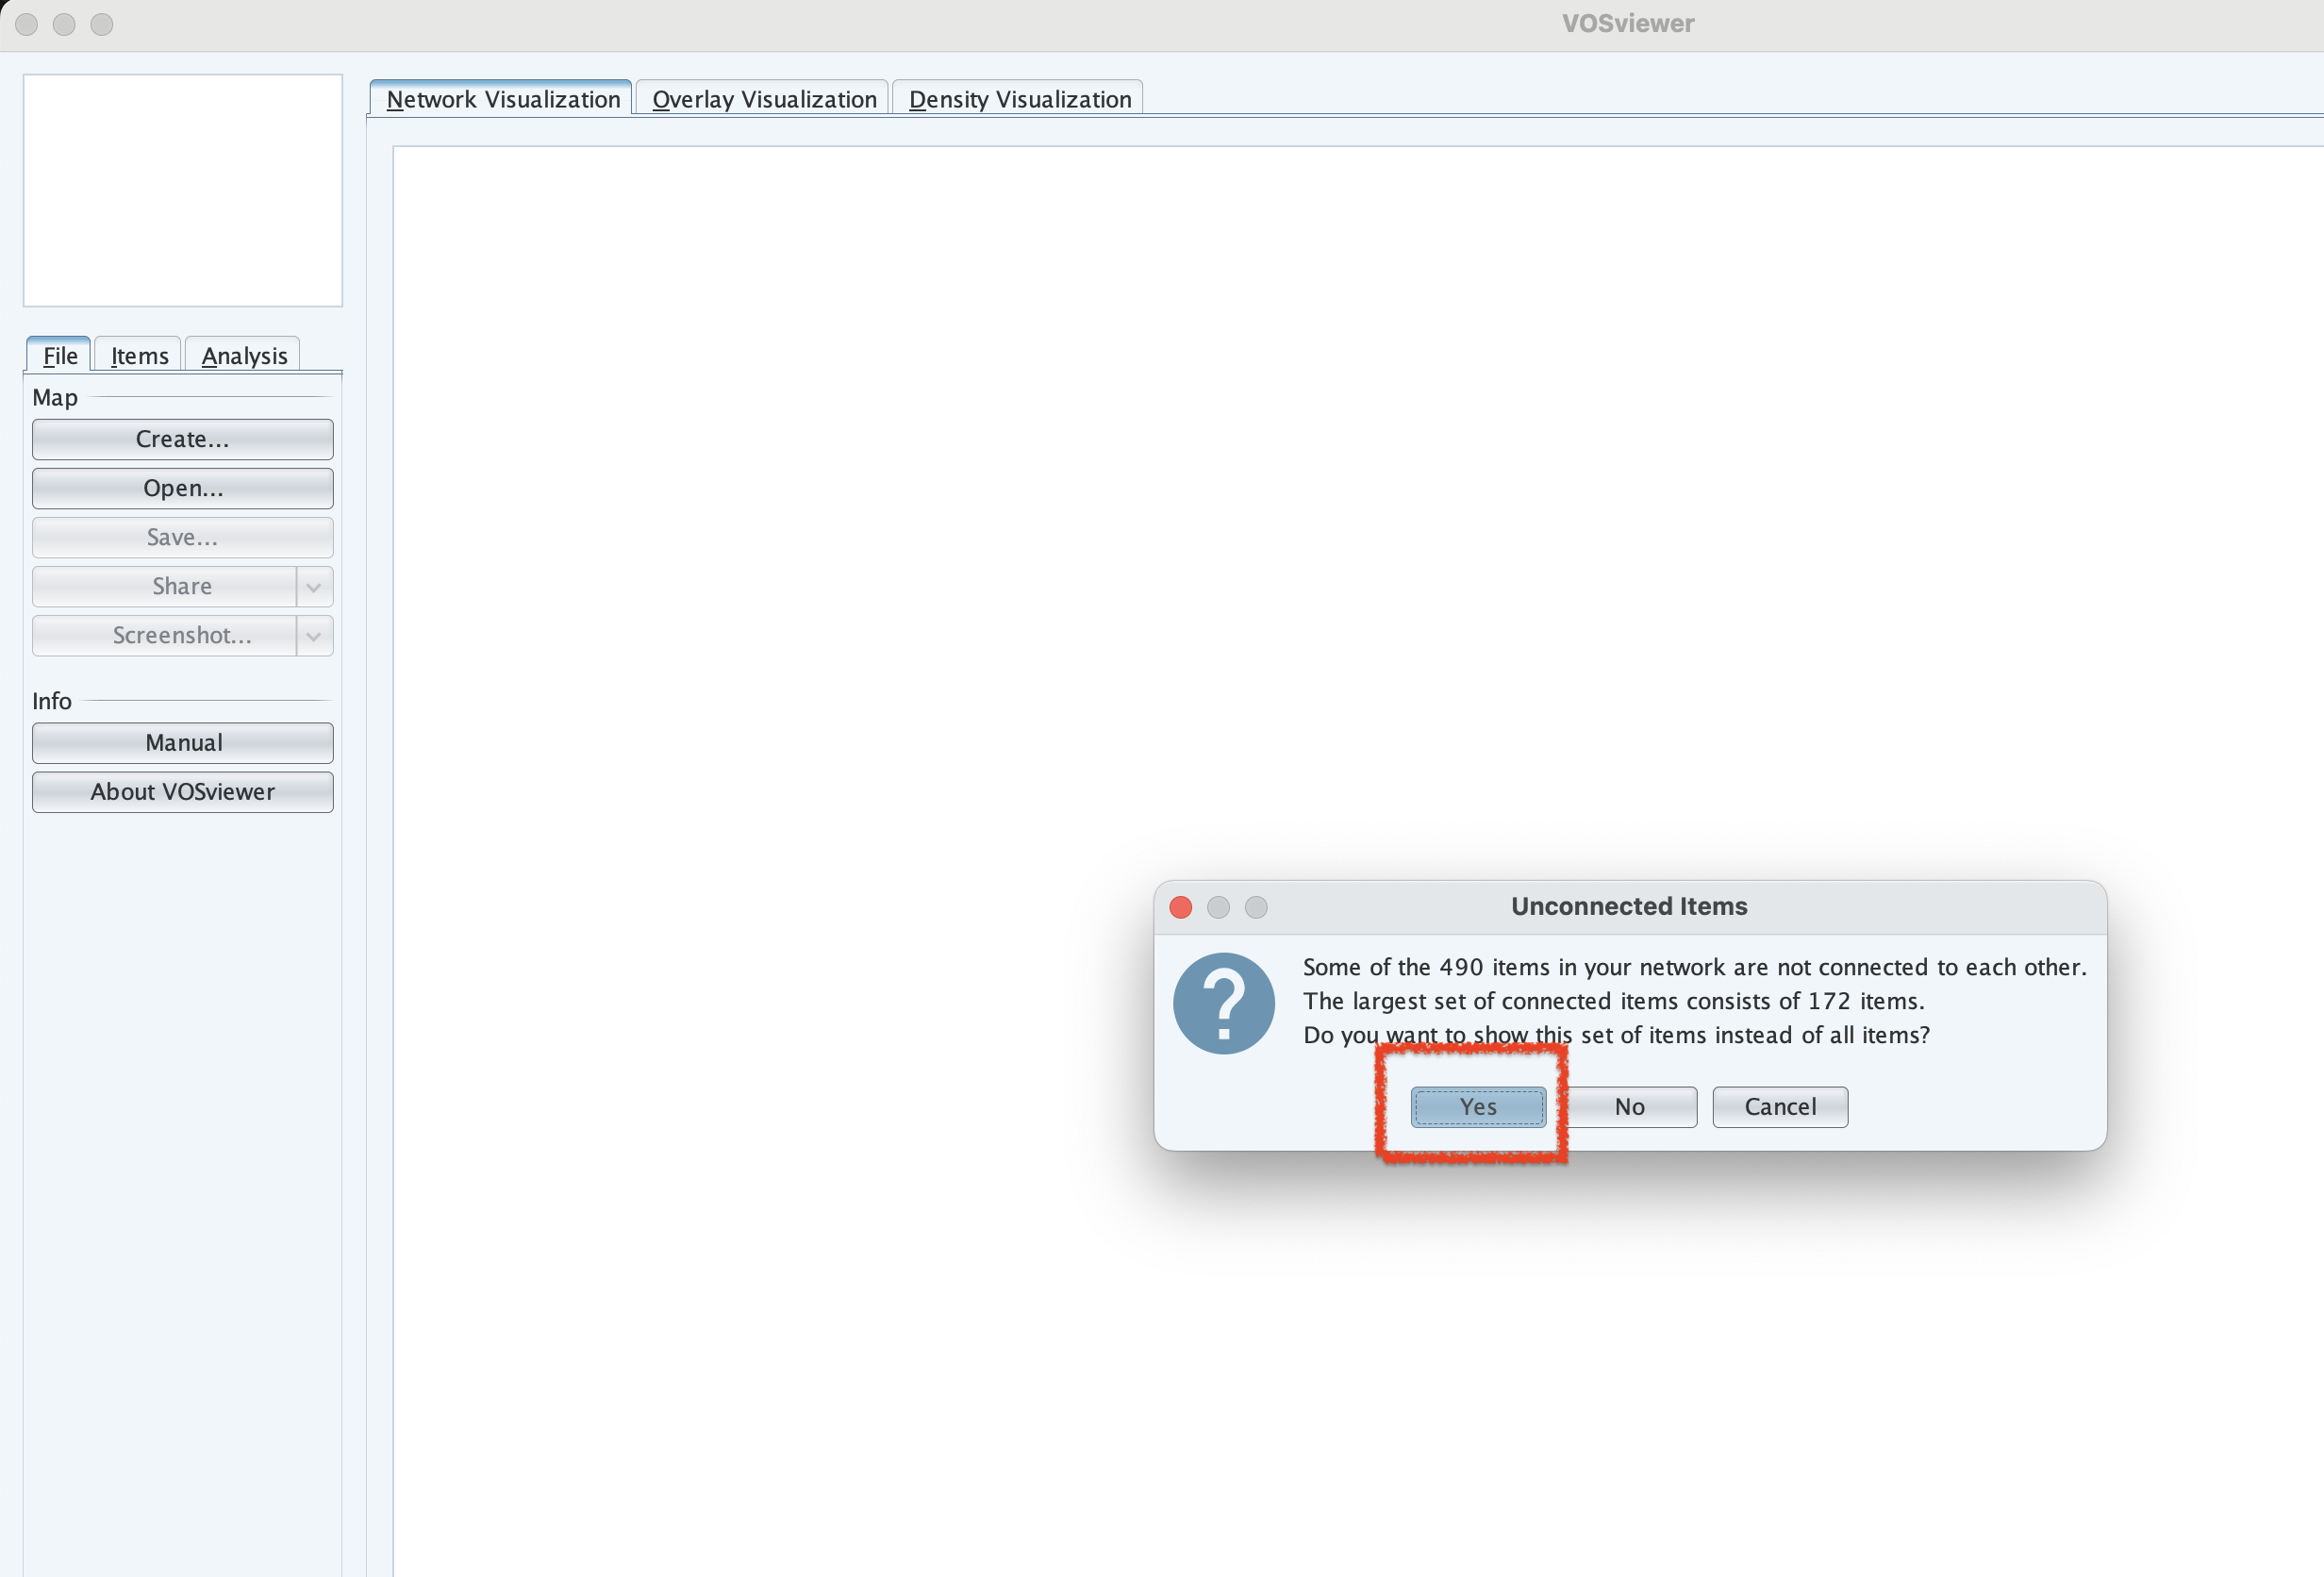 VOSviewer
Network Visualization
Overlay Visualization
Density Visualization
File
Items
Analysis
Map
Create...
Open...
Save...
Share
Screenshot...
Info
Manual
About VOSviewer
Unconnected Items
?
Some of the 490 items in your network are not connected to each other.
The largest set of connected items consists of 172 items.
Do you want to show this set of items instead of all items?
Yes
No
Cancel